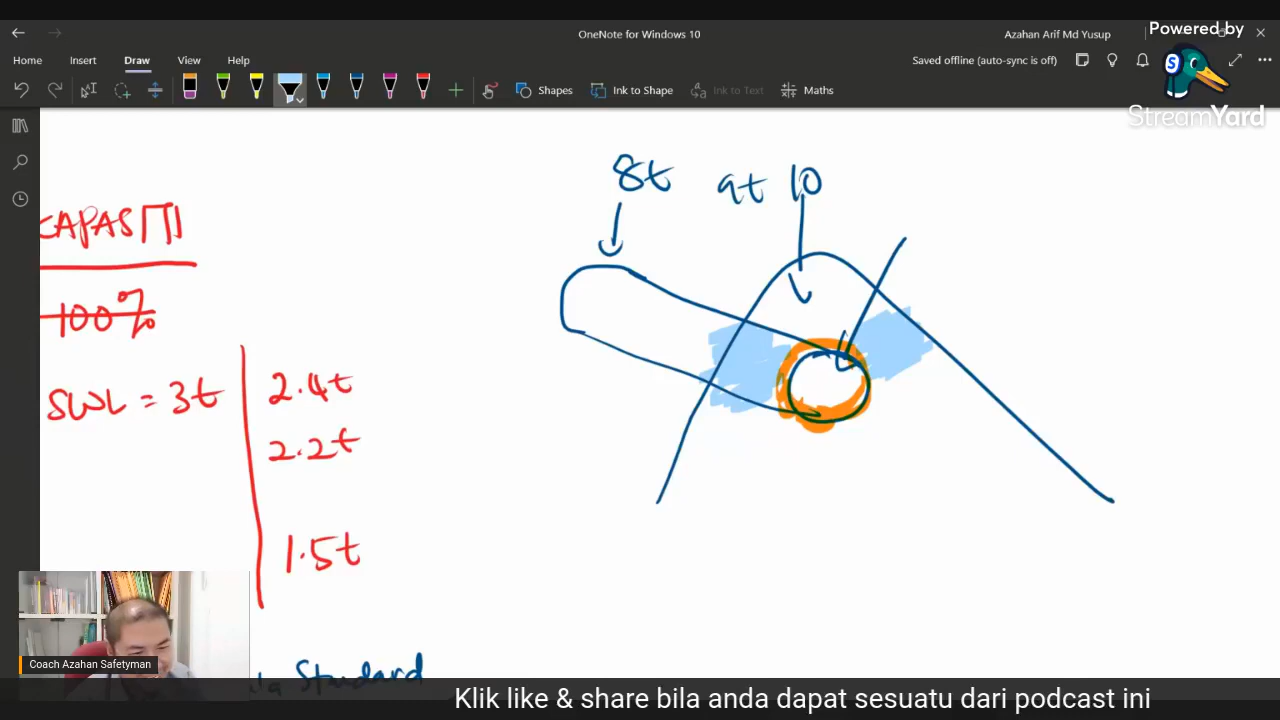 OneNote for Windows 10
Azahan Arif Md Yusup
Powered by
Home Insert Draw View Help
Saved offline (auto-sync is off)
Shapes Ink to Shape Ink to Text Maths
StreamYard
KAPASITI
100%
SWL = 3t
2.4t
2.2t
1.5t
8t at 10
Standard
Coach Azahan Safetyman
Klik like & share bila anda dapat sesuatu dari podcast ini